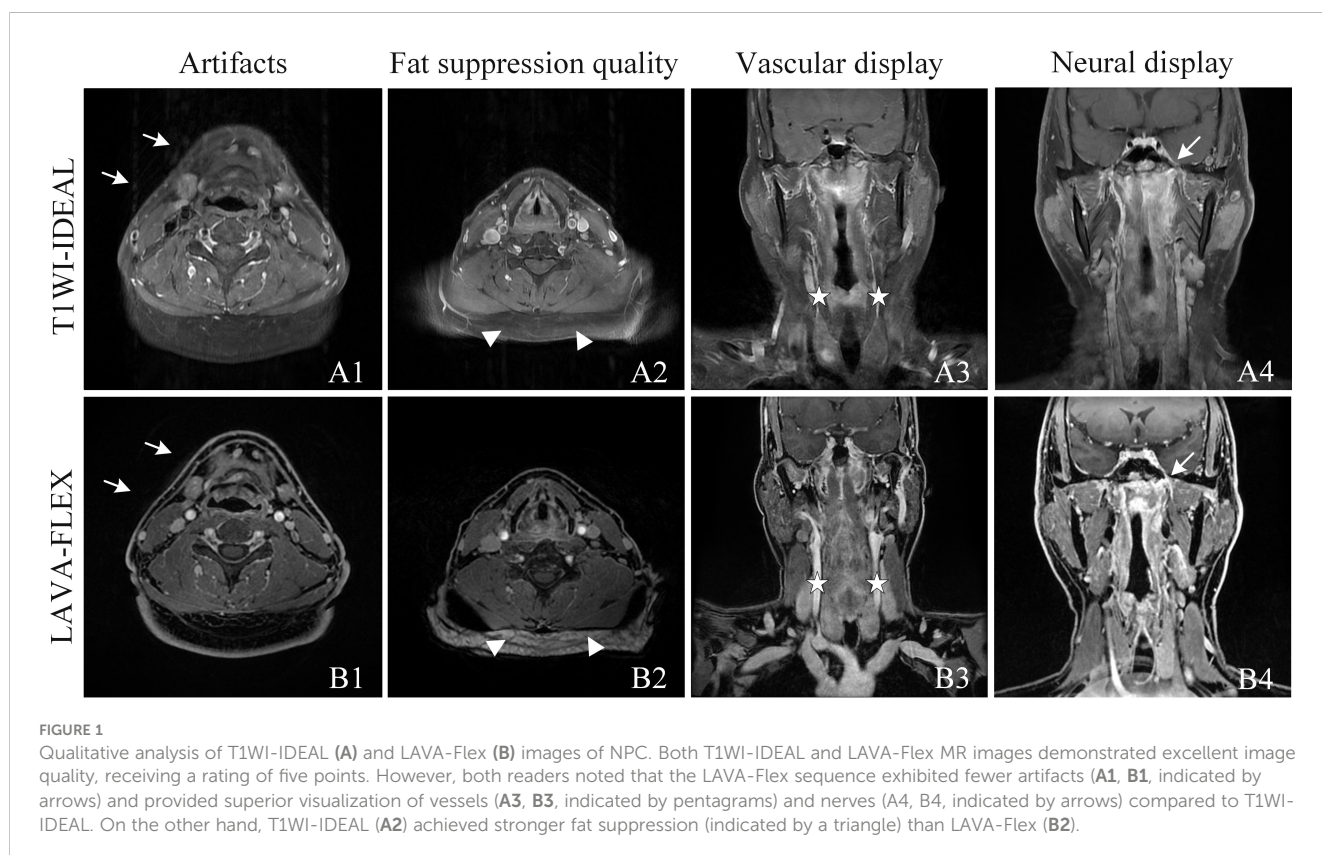 Artifacts
Fat suppression quality
Vascular display
Neural display
T1WI-IDEAL
A1
A2
A3
A4
LAVA-FLEX
B1
B2
B3
B4
FIGURE 1
Qualitative analysis of T1WI-IDEAL (A) and LAVA-Flex (B) images of NPC. Both T1WI-IDEAL and LAVA-Flex MR images demonstrated excellent image
quality, receiving a rating of five points. However, both readers noted that the LAVA-Flex sequence exhibited fewer artifacts (A1, B1, indicated by
arrows) and provided superior visualization of vessels (A3, B3, indicated by pentagrams) and nerves (A4, B4, indicated by arrows) compared to T1WI-
IDEAL. On the other hand, T1WI-IDEAL (A2) achieved stronger fat suppression (indicated by a triangle) than LAVA-Flex (B2).